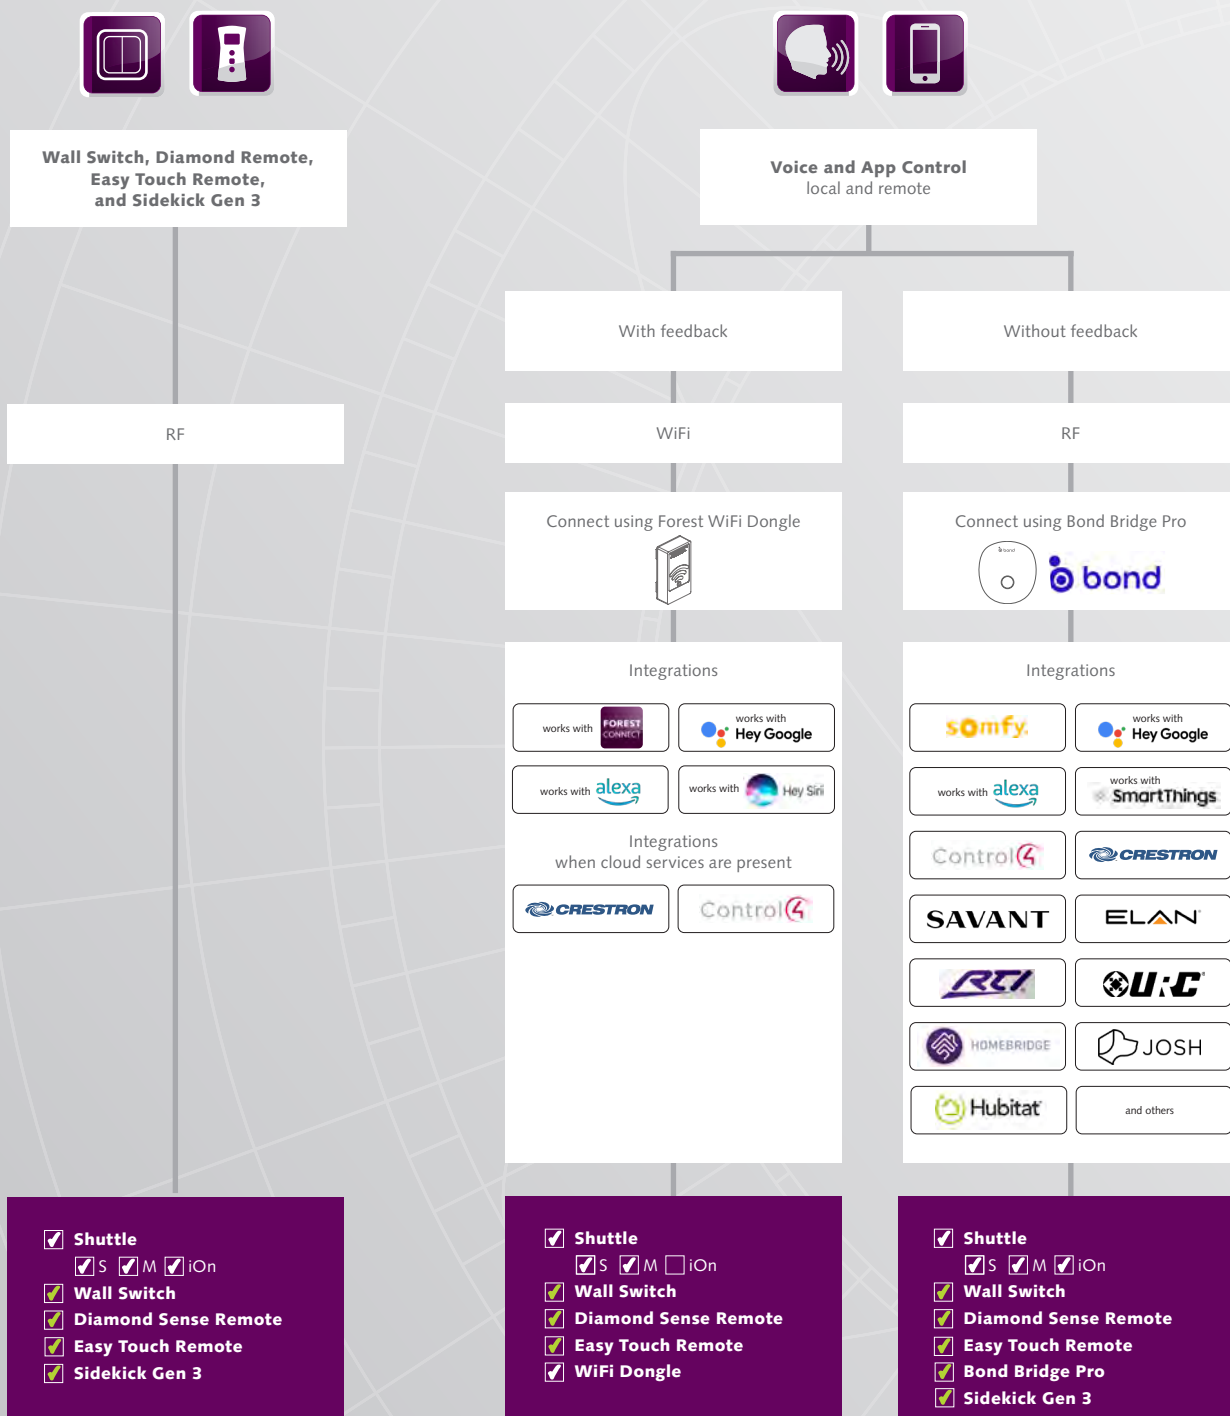 Wall Switch, Diamond Remote,
Easy Touch Remote,
and Sidekick Gen 3
RF
Shuttle
S M iOn
Wall Switch
Diamond Sense Remote
Easy Touch Remote
Sidekick Gen 3
Voice and App Control
local and remote
With feedback
WiFi
Connect using Forest WiFi Dongle
Integrations
works with FOREST CONNECT
works with Hey Google
works with alexa
works with Hey Siri
Integrations
when cloud services are present
CRESTRON
Control4
Shuttle
S M iOn
Wall Switch
Diamond Sense Remote
Easy Touch Remote
WiFi Dongle
Without feedback
RF
Connect using Bond Bridge Pro
bond
bond
Integrations
somfy.
works with Hey Google
works with alexa
works with SmartThings
Control4
CRESTRON
SAVANT
ELAN
RTI
URC
HOMEBRIDGE
JOSH
Hubitat
and others
Shuttle
S M iOn
Wall Switch
Diamond Sense Remote
Easy Touch Remote
Bond Bridge Pro
Sidekick Gen 3